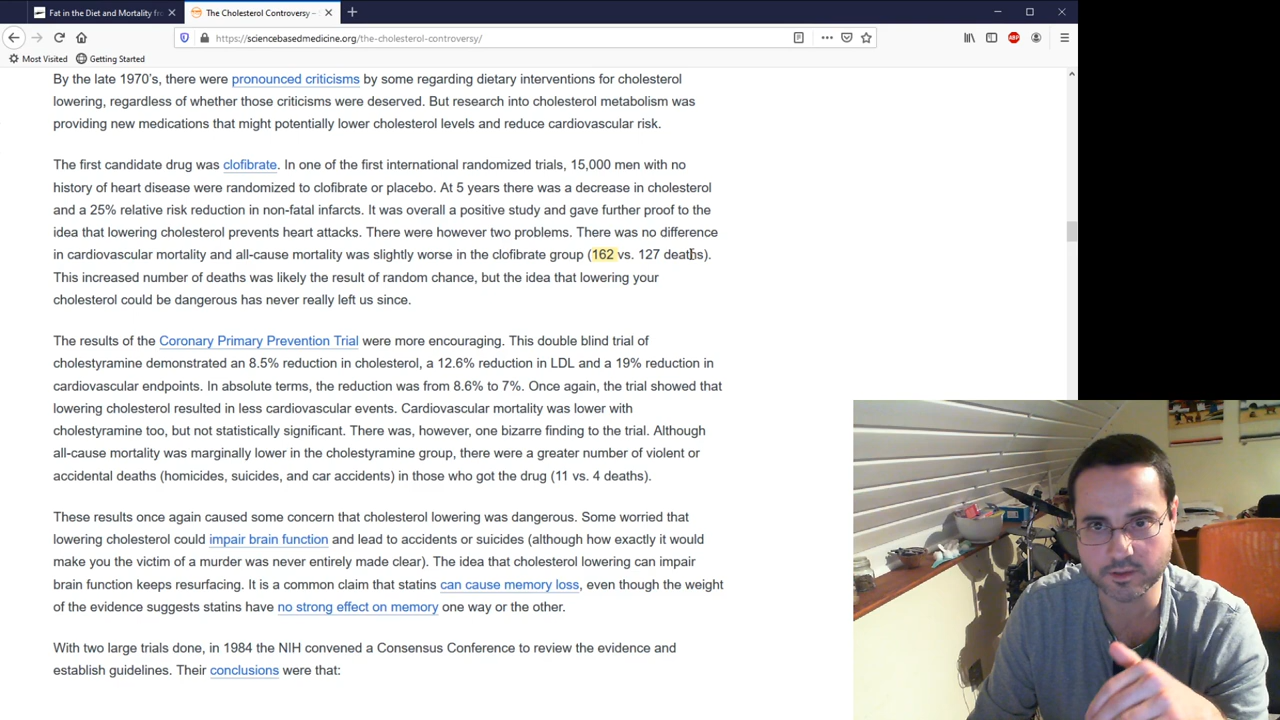 Fat in the Diet and Mortality fro
The Cholesterol Controversy –
https://sciencebasedmedicine.org/the-cholesterol-controversy/
ABP
Most Visited
Getting Started
By the late 1970's, there were pronounced criticisms by some regarding dietary interventions for cholesterol
lowering, regardless of whether those criticisms were deserved. But research into cholesterol metabolism was
providing new medications that might potentially lower cholesterol levels and reduce cardiovascular risk.
The first candidate drug was clofibrate. In one of the first international randomized trials, 15,000 men with no
history of heart disease were randomized to clofibrate or placebo. At 5 years there was a decrease in cholesterol
and a 25% relative risk reduction in non-fatal infarcts. It was overall a positive study and gave further proof to the
idea that lowering cholesterol prevents heart attacks. There were however two problems. There was no difference
in cardiovascular mortality and all-cause mortality was slightly worse in the clofibrate group (162 vs. 127 deaths).
This increased number of deaths was likely the result of random chance, but the idea that lowering your
cholesterol could be dangerous has never really left us since.
The results of the Coronary Primary Prevention Trial were more encouraging. This double blind trial of
cholestyramine demonstrated an 8.5% reduction in cholesterol, a 12.6% reduction in LDL and a 19% reduction in
cardiovascular endpoints. In absolute terms, the reduction was from 8.6% to 7%. Once again, the trial showed that
lowering cholesterol resulted in less cardiovascular events. Cardiovascular mortality was lower with
cholestyramine too, but not statistically significant. There was, however, one bizarre finding to the trial. Although
all-cause mortality was marginally lower in the cholestyramine group, there were a greater number of violent or
accidental deaths (homicides, suicides, and car accidents) in those who got the drug (11 vs. 4 deaths).
These results once again caused some concern that cholesterol lowering was dangerous. Some worried that
lowering cholesterol could impair brain function and lead to accidents or suicides (although how exactly it would
make you the victim of a murder was never entirely made clear). The idea that cholesterol lowering can impair
brain function keeps resurfacing. It is a common claim that statins can cause memory loss, even though the weight
of the evidence suggests statins have no strong effect on memory one way or the other.
With two large trials done, in 1984 the NIH convened a Consensus Conference to review the evidence and
establish guidelines. Their conclusions were that: